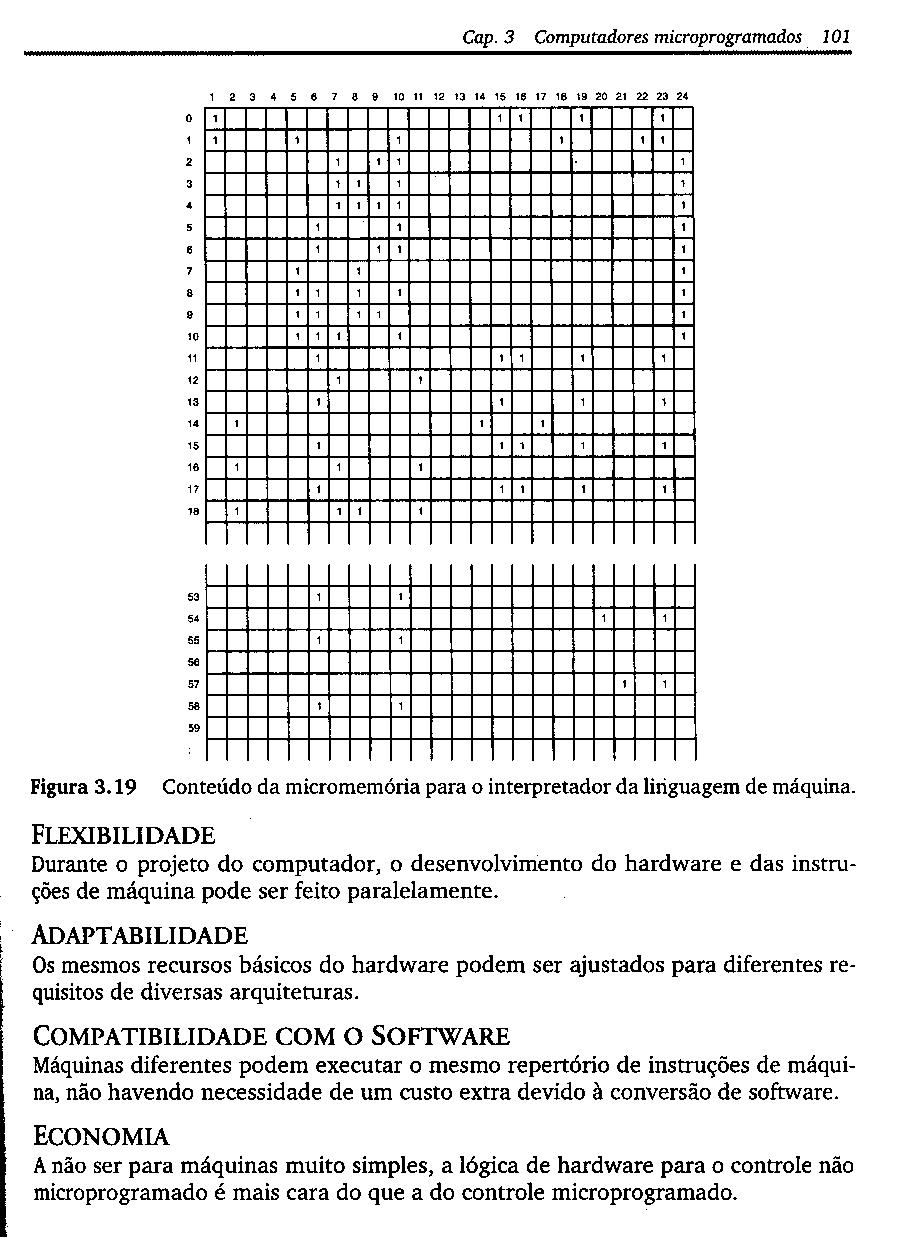 Cap. 3 Computadores microprogramados 101
1 2 3 4 5 6 7 8 9 10 11 12 13 14 15 16 17 18 19 20 21 22 23 24
0 1 1 1 1 1
1 1 1 1 1 1 1
2 1 1 1 1
3 1 1 1 1
4 1 1 1 1 1
5 1 1 1
6 1 1 1 1
7 1 1 1
8 1 1 1 1 1
9 1 1 1 1 1
10 1 1 1 1 1
11 1 1 1 1 1
12 1 1
13 1 1 1 1
14 1 1 1
15 1 1 1 1 1
16 1 1 1
17 1 1 1 1 1
18 1 1 1 1
53 1 1
54 1 1
55 1 1
56
57 1 1
58 1 1
59
:
Figura 3.19 Conteúdo da micromemória para o interpretador da linguagem de máquina.
FLEXIBILIDADE
Durante o projeto do computador, o desenvolvimento do hardware e das instru-
ções de máquina pode ser feito paralelamente.
ADAPTABILIDADE
Os mesmos recursos básicos do hardware podem ser ajustados para diferentes re-
quisitos de diversas arquiteturas.
COMPATIBILIDADE COM O SOFTWARE
Máquinas diferentes podem executar o mesmo repertório de instruções de máqui-
na, não havendo necessidade de um custo extra devido à conversão de software.
ECONOMIA
A não ser para máquinas muito simples, a lógica de hardware para o controle não
microprogramado é mais cara do que a do controle microprogramado.